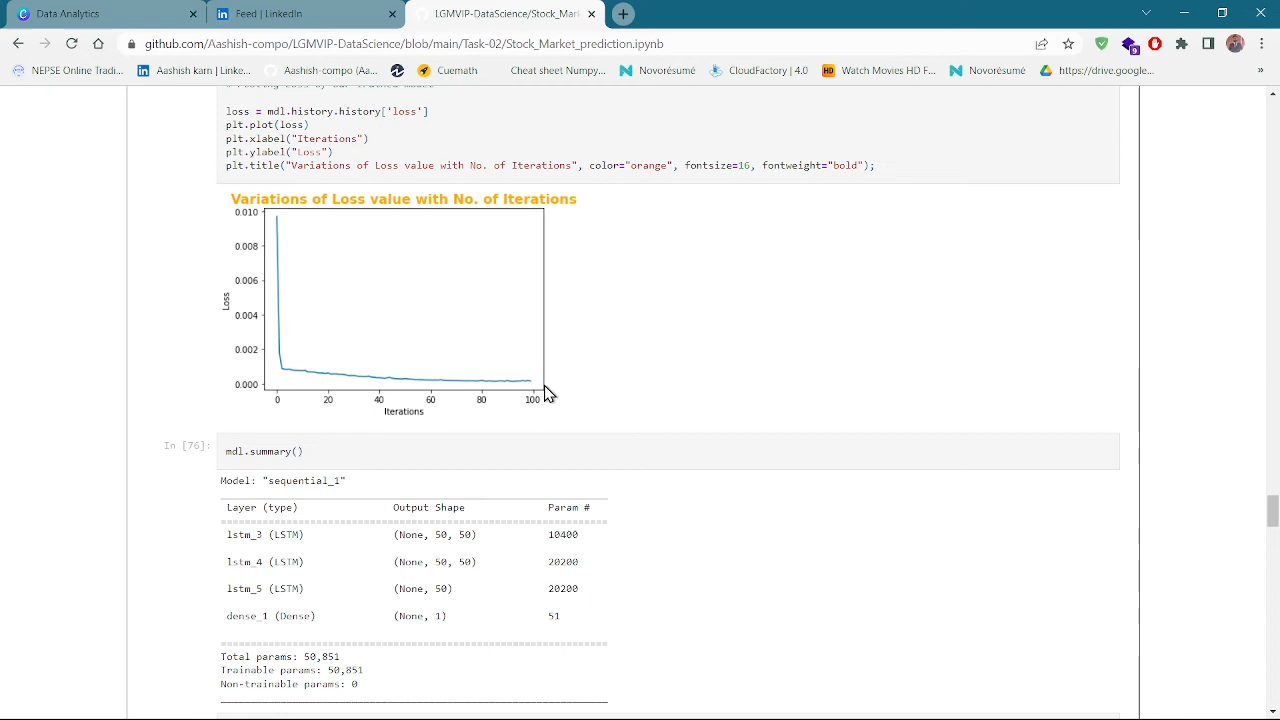 Data Analytics
Feed | LinkedIn
LGMVIP-DataScience/Stock_Mark
github.com/Aashish-compo/LGMVIP-DataScience/blob/main/Task-02/Stock_Market_prediction.ipynb
9
NEPSE Online Trad...
Aashish karn | Linke...
Aashish-compo (Aa...
Cuemath
Cheat sheet Numpy...
Novorésumé
CloudFactory | 4.0
HD
Watch Movies HD F...
Novorésumé
https://drive.google...
»
loss = mdl.history.history['loss']
plt.plot(loss)
plt.xlabel("Iterations")
plt.ylabel("Loss")
plt.title("Variations of Loss value with No. of Iterations", color="orange", fontsize=16, fontweight="bold");
Variations of Loss value with No. of Iterations
0.010
0.008
0.006
0.004
0.002
0.000
Loss
0 20 40 60 80 100
Iterations
In [76]:
mdl.summary()
Model: "sequential_1"
Layer (type) Output Shape Param #
lstm_3 (LSTM) (None, 50, 50) 10400
lstm_4 (LSTM) (None, 50, 50) 20200
lstm_5 (LSTM) (None, 50) 20200
dense_1 (Dense) (None, 1) 51
Total params: 50,851
Trainable params: 50,851
Non-trainable params: 0